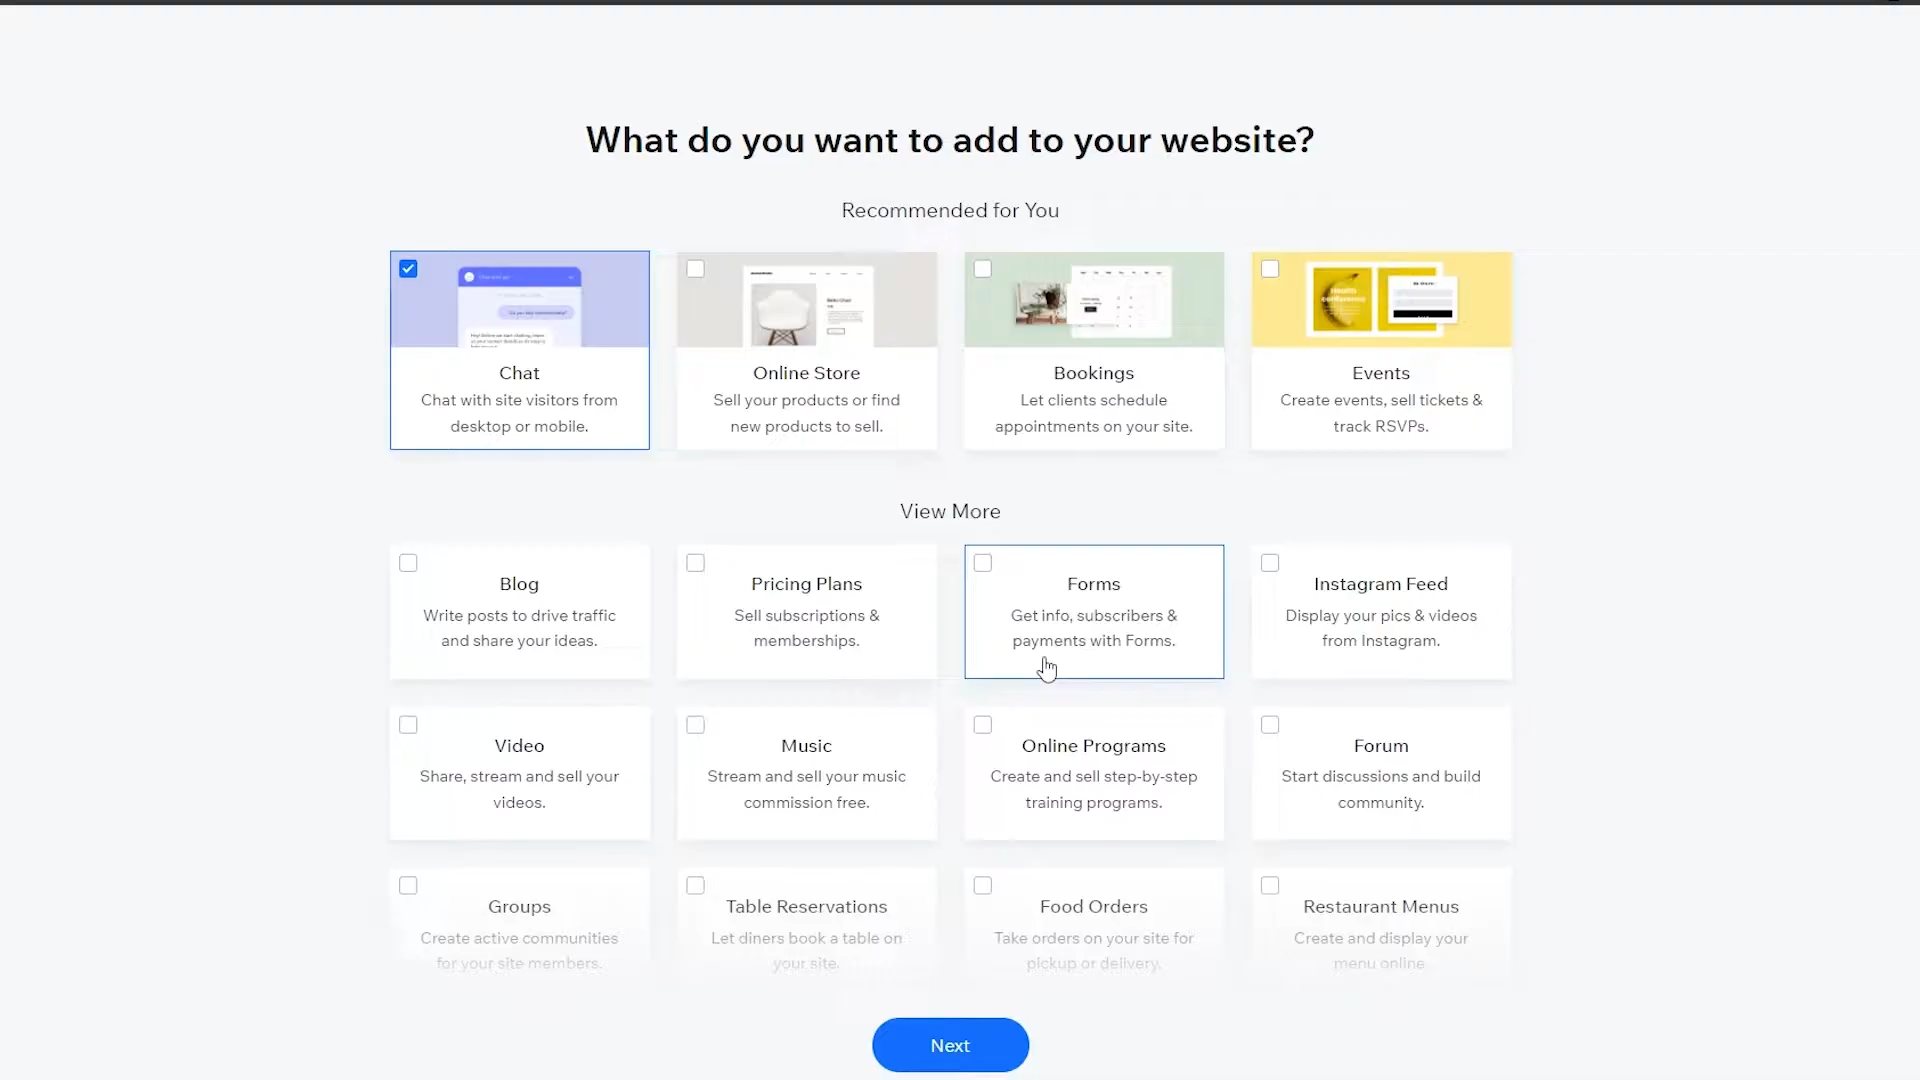 What do you want to add to your website?
Recommended for You
Health
conference
Chat
Chat with site visitors from
desktop or mobile.
Online Store
Sell your products or find
new products to sell.
Bookings
Let clients schedule
appointments on your site.
Events
Create events, sell tickets &
track RSVPs.
View More
Blog
Write posts to drive traffic
and share your ideas.
Pricing Plans
Sell subscriptions &
memberships.
Forms
Get info, subscribers &
payments with Forms.
Instagram Feed
Display your pics & videos
from Instagram.
Video
Share, stream and sell your
videos.
Music
Stream and sell your music
commission free.
Online Programs
Create and sell step-by-step
training programs.
Forum
Start discussions and build
community.
Groups
Create active communities
for your site members.
Table Reservations
Let diners book a table on
your site.
Food Orders
Take orders on your site for
pickup or delivery.
Restaurant Menus
Create and display your
menu online
Next